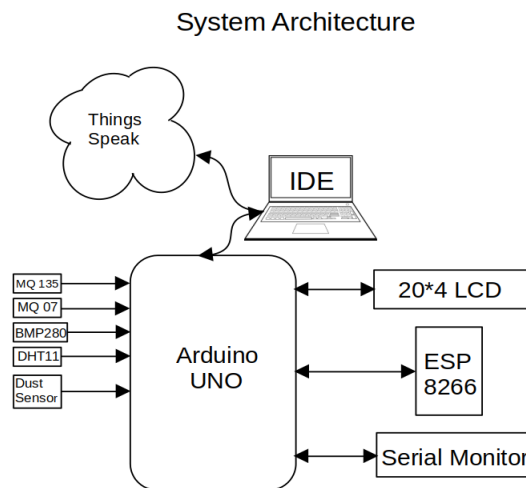 System Architecture
Things
Speak
IDE
MQ 135
MQ 07
BMP280
DHT11
Dust
Sensor
Arduino
UNO
20*4 LCD
ESP
8266
Serial Monitor